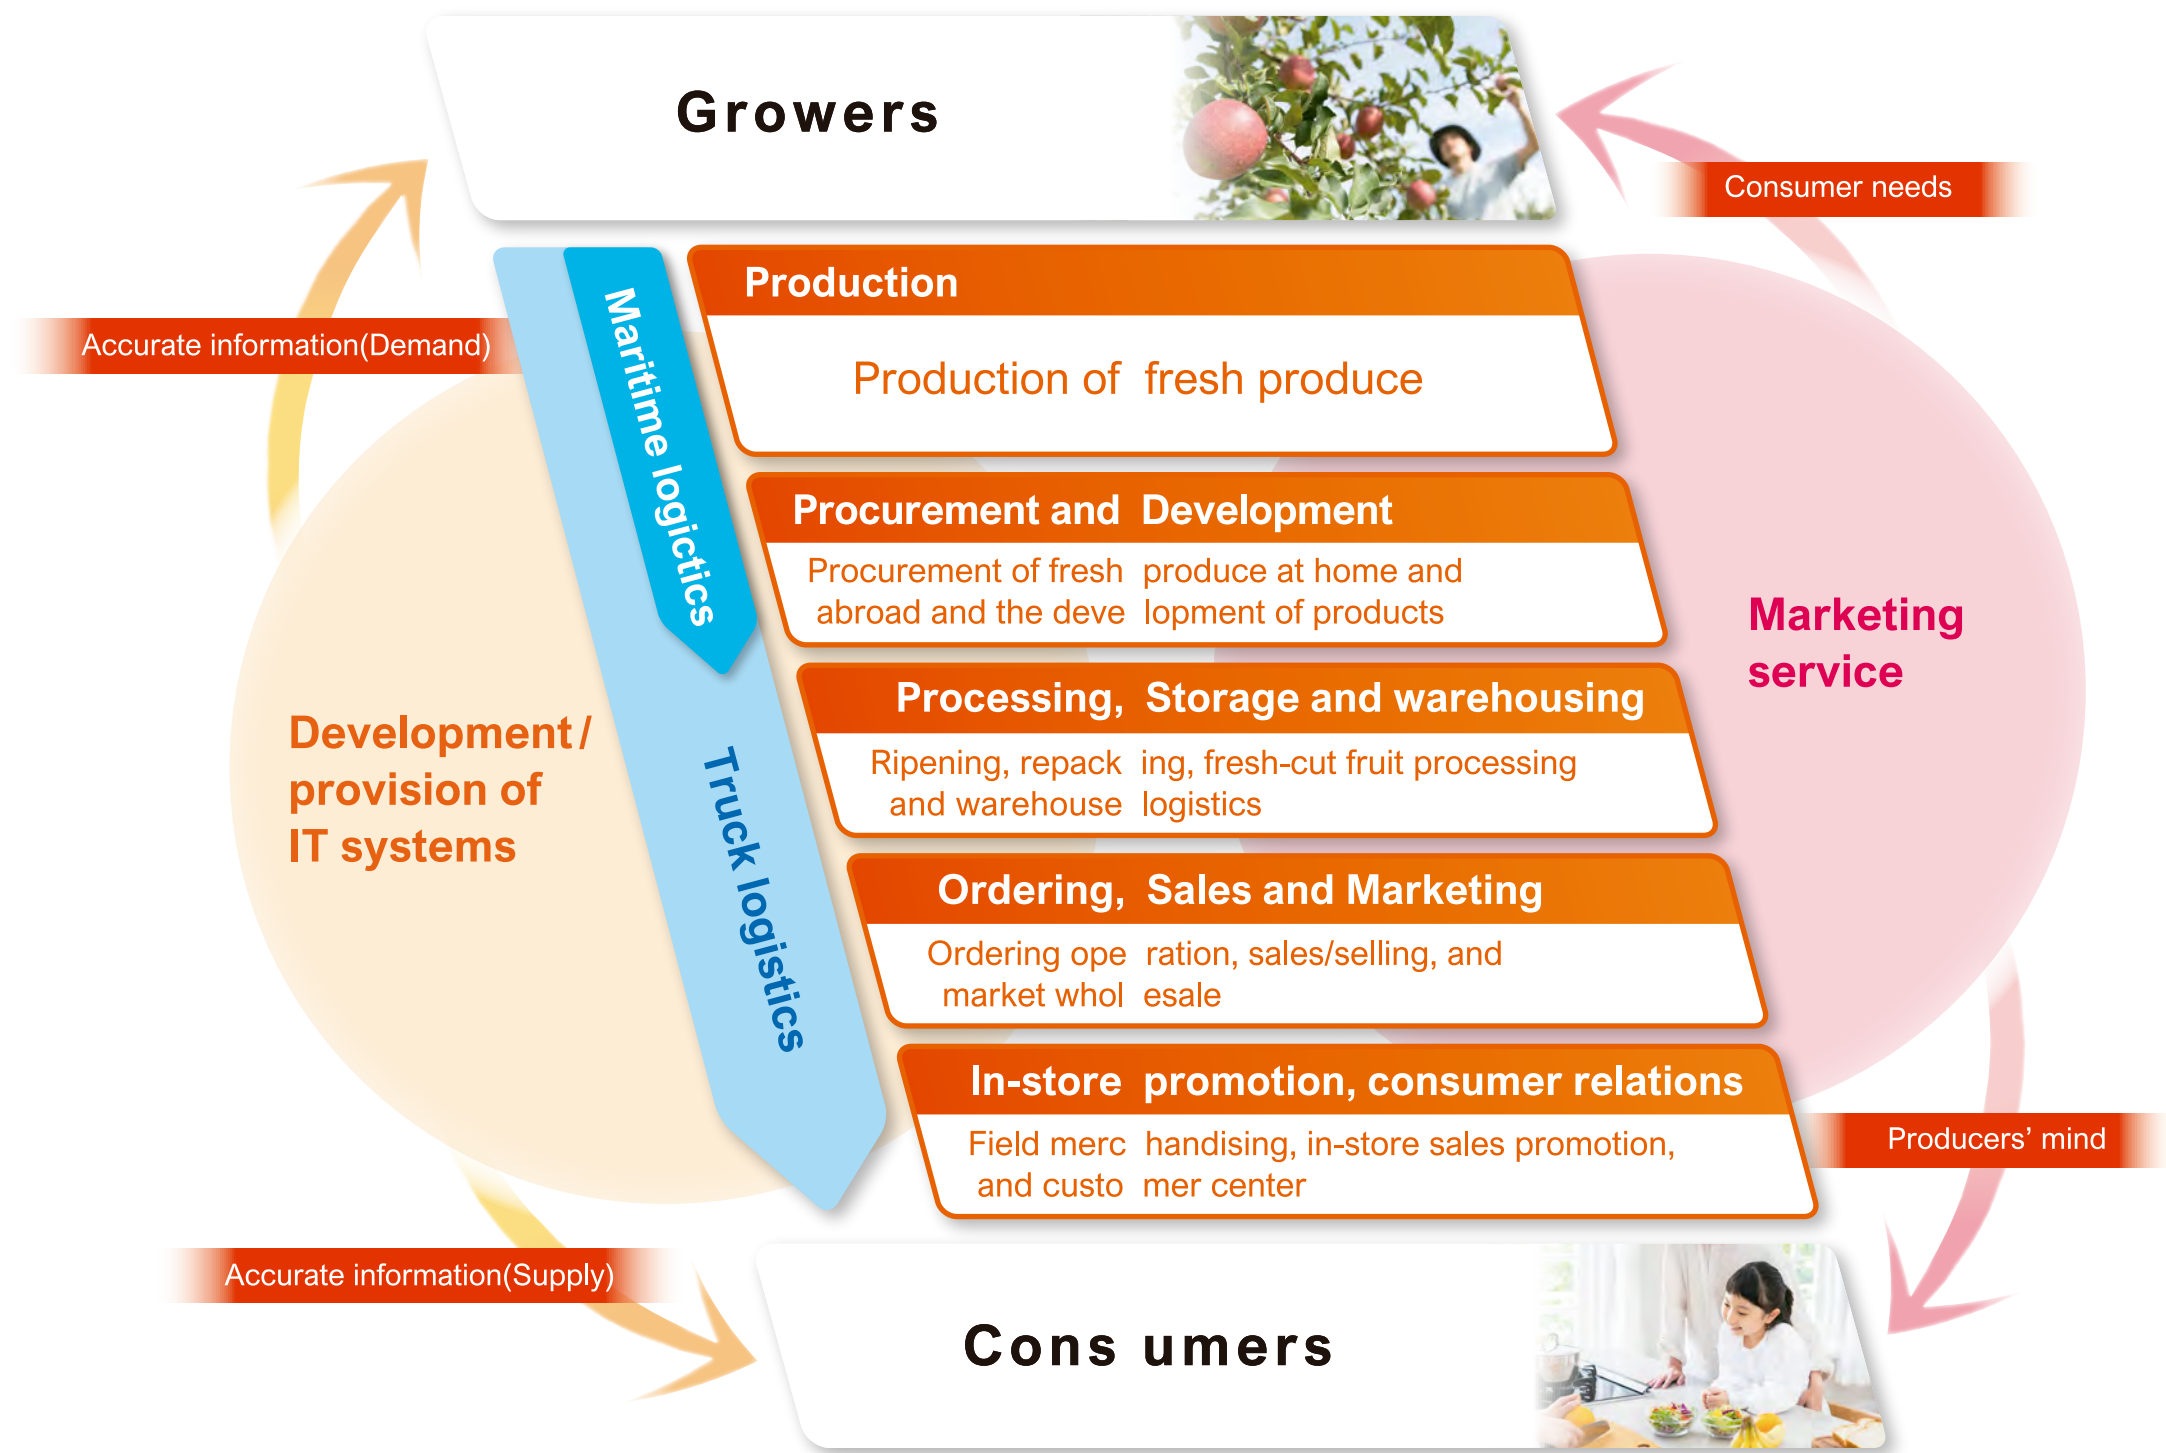 Growers
Consumer needs
Accurate information(Demand)
Maritime logictics
Truck logistics
Production
Production of fresh produce
Procurement and Development
Procurement of fresh produce at home and
abroad and the deve lopment of products
Processing, Storage and warehousing
Ripening, repack ing, fresh-cut fruit processing
and warehouse logistics
Ordering, Sales and Marketing
Ordering ope ration, sales/selling, and
market whol esale
In-store promotion, consumer relations
Field merc handising, in-store sales promotion,
and custo mer center
Development/
provision of
IT systems
Marketing
service
Producers’ mind
Accurate information(Supply)
Cons umers